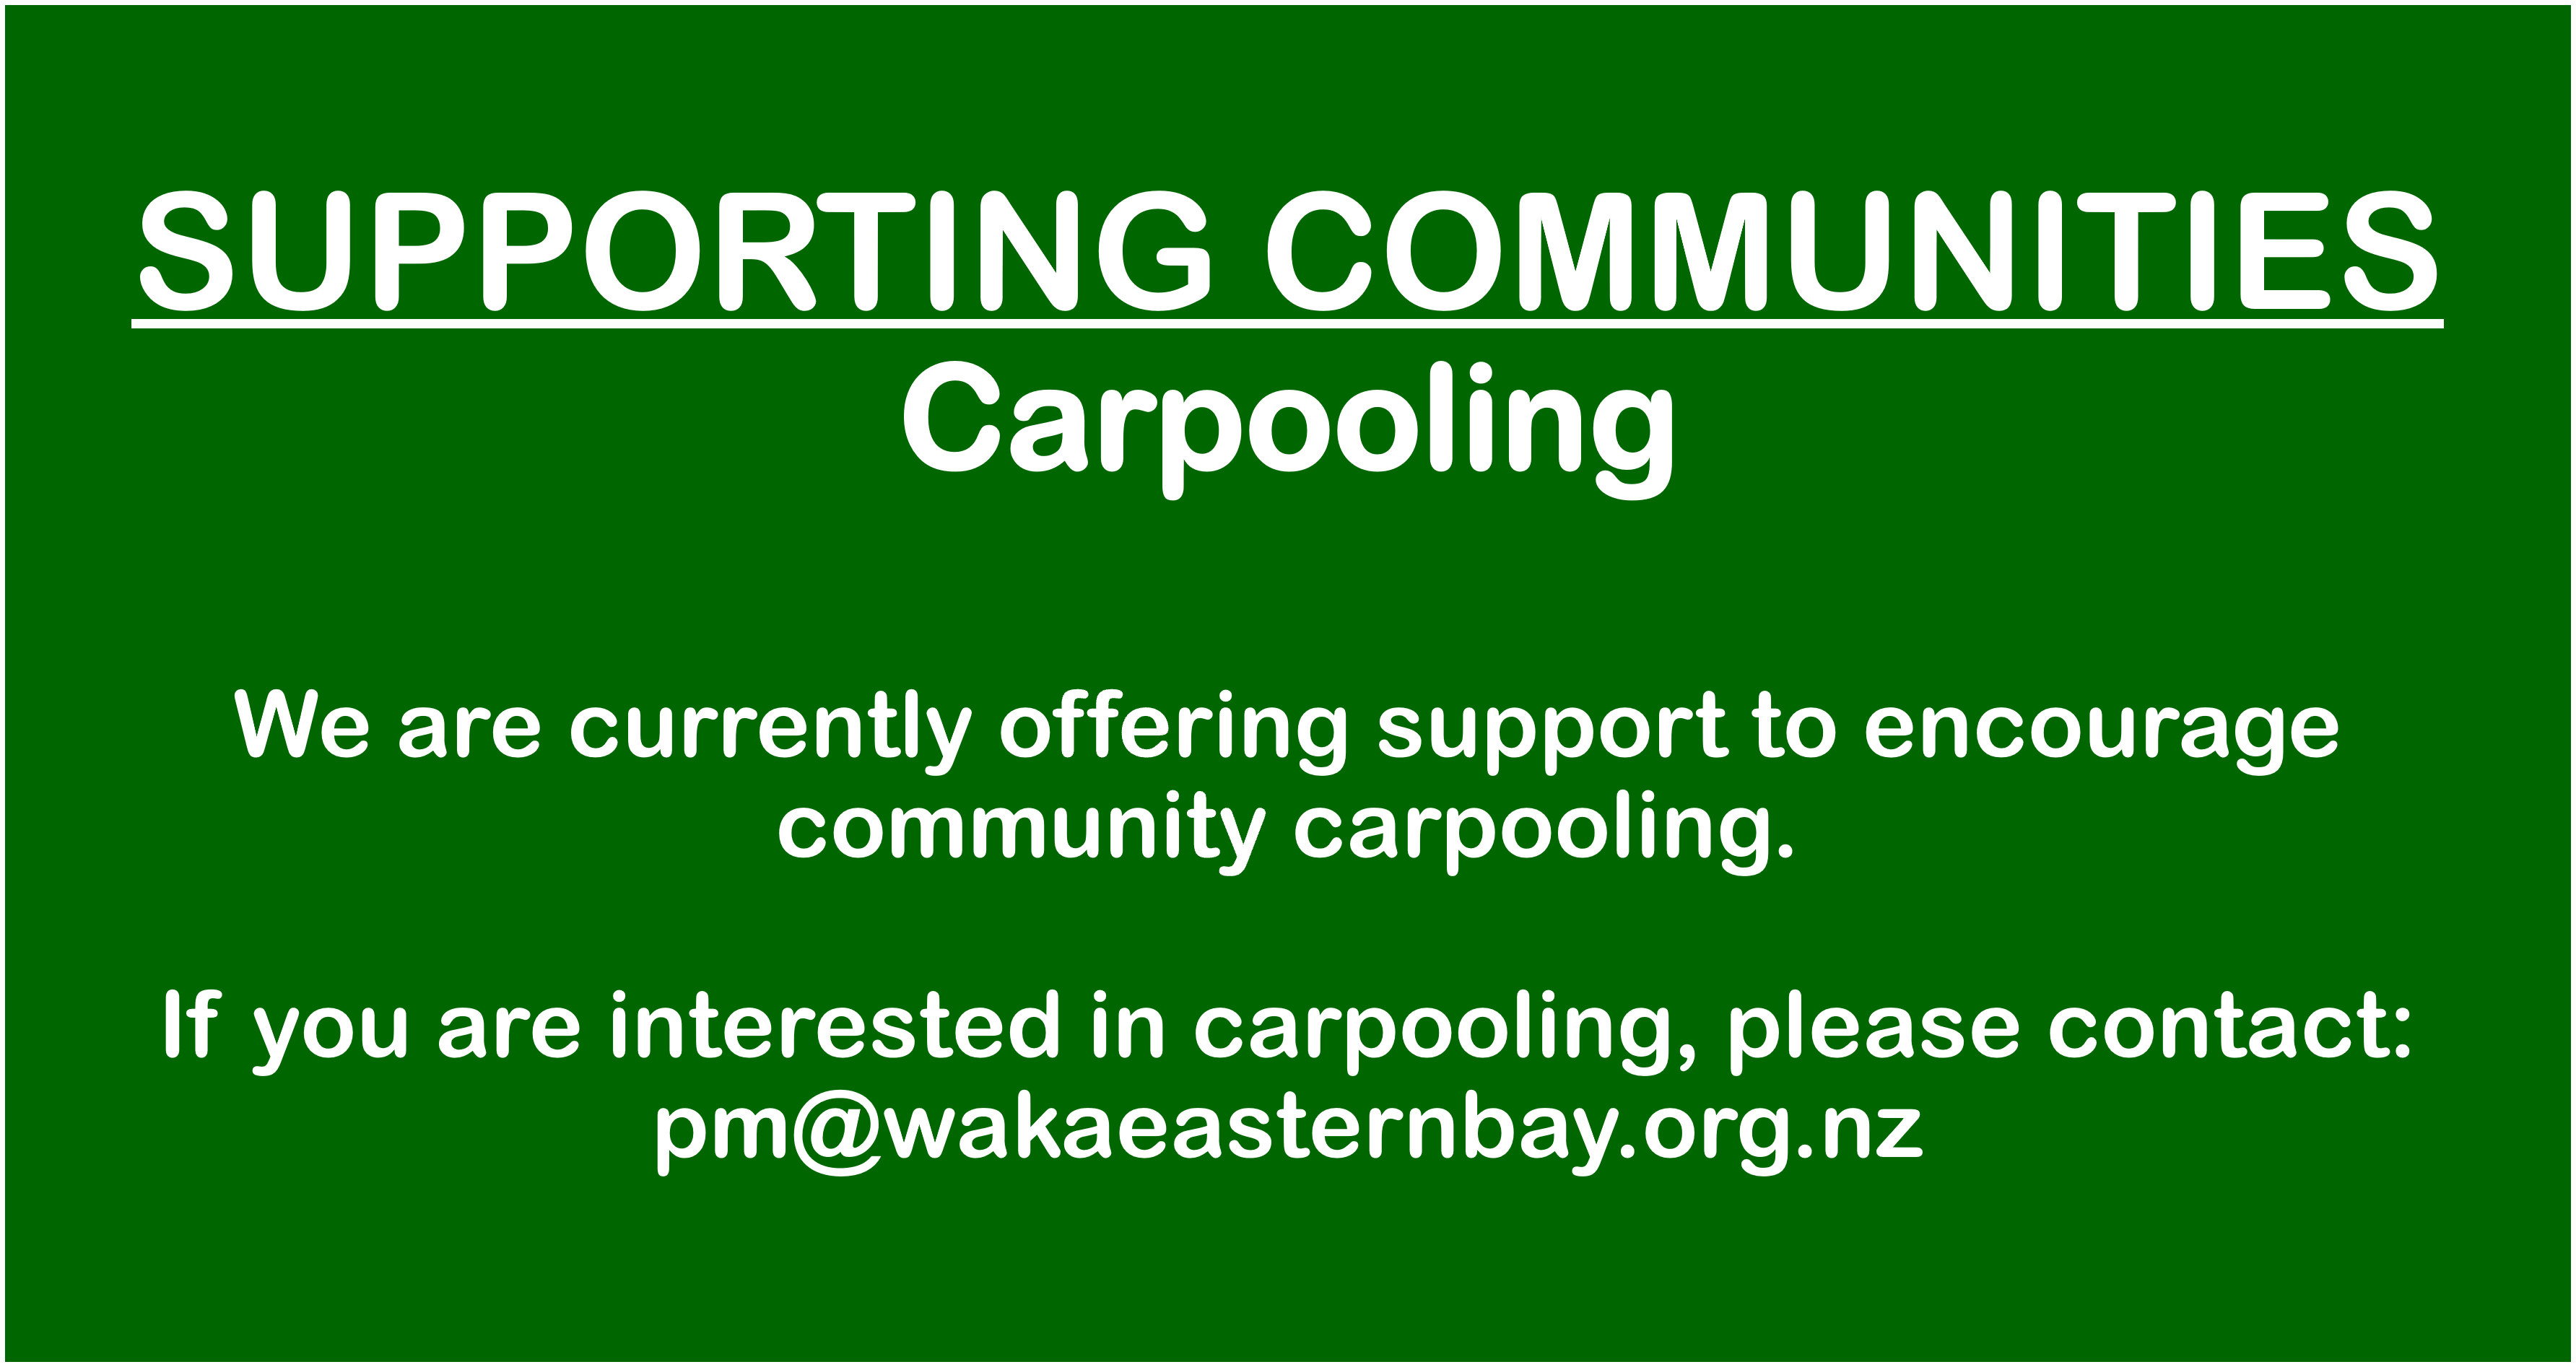 SUPPORTING COMMUNITIES
Carpooling
We are currently offering support to encourage
community carpooling.
If you are interested in carpooling, please contact:
pm@wakaeasternbay.org.nz